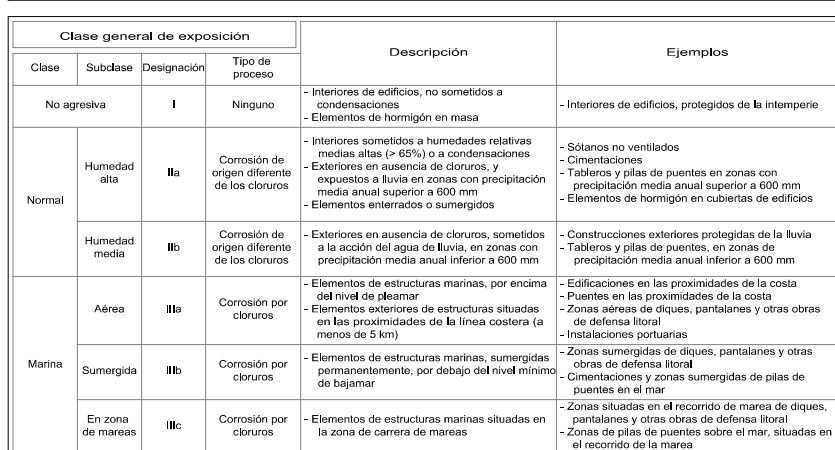 Clase general de exposición
Descripción
Ejemplos
Clase
Subclase
Designación
Tipo de
proceso
No agresiva
I
Ninguno
- Interiores de edificios, no sometidos a
condensaciones
- Elementos de hormigón en masa
- Interiores de edificios, protegidos de la intemperie
Normal
Humedad
alta
IIa
Corrosión de
origen diferente
de los cloruros
- Interiores sometidos a humedades relativas
medias altas (> 65%) o a condensaciones
- Exteriores en ausencia de cloruros, y
expuestos a lluvia en zonas con precipitación
media anual superior a 600 mm
- Elementos enterrados o sumergidos
- Sótanos no ventilados
- Cimentaciones
- Tableros y pilas de puentes en zonas con
precipitación media anual superior a 600 mm
- Elementos de hormigón en cubiertas de edificios
Humedad
media
IIb
Corrosión de
origen diferente
de los cloruros
- Exteriores en ausencia de cloruros, sometidos
a la acción del agua de lluvia, en zonas con
precipitación media anual inferior a 600 mm
- Construcciones exteriores protegidas de la lluvia
- Tableros y pilas de puentes, en zonas de
precipitación media anual inferior a 600 mm
Marina
Aérea
IIIa
Corrosión por
cloruros
- Elementos de estructuras marinas, por encima
del nivel de pleamar
- Elementos exteriores de estructuras situadas
en las proximidades de la línea costera (a
menos de 5 km)
- Edificaciones en las proximidades de la costa
- Puentes en las proximidades de la costa
- Zonas aéreas de diques, pantalanes y otras obras
de defensa litoral
- Instalaciones portuarias
Sumergida
IIIb
Corrosión por
cloruros
- Elementos de estructuras marinas, sumergidas
permanentemente, por debajo del nivel mínimo
de bajamar
- Zonas sumergidas de diques, pantalanes y otras
obras de defensa litoral
- Cimentaciones y zonas sumergidas de pilas de
puentes en el mar
En zona
de mareas
IIIc
Corrosión por
cloruros
- Elementos de estructuras marinas situadas en
la zona de carrera de mareas
- Zonas situadas en el recorrido de marea de diques,
pantalanes y otras obras de defensa litoral
- Zonas de pilas de puentes sobre el mar, situadas en
el recorrido de la marea